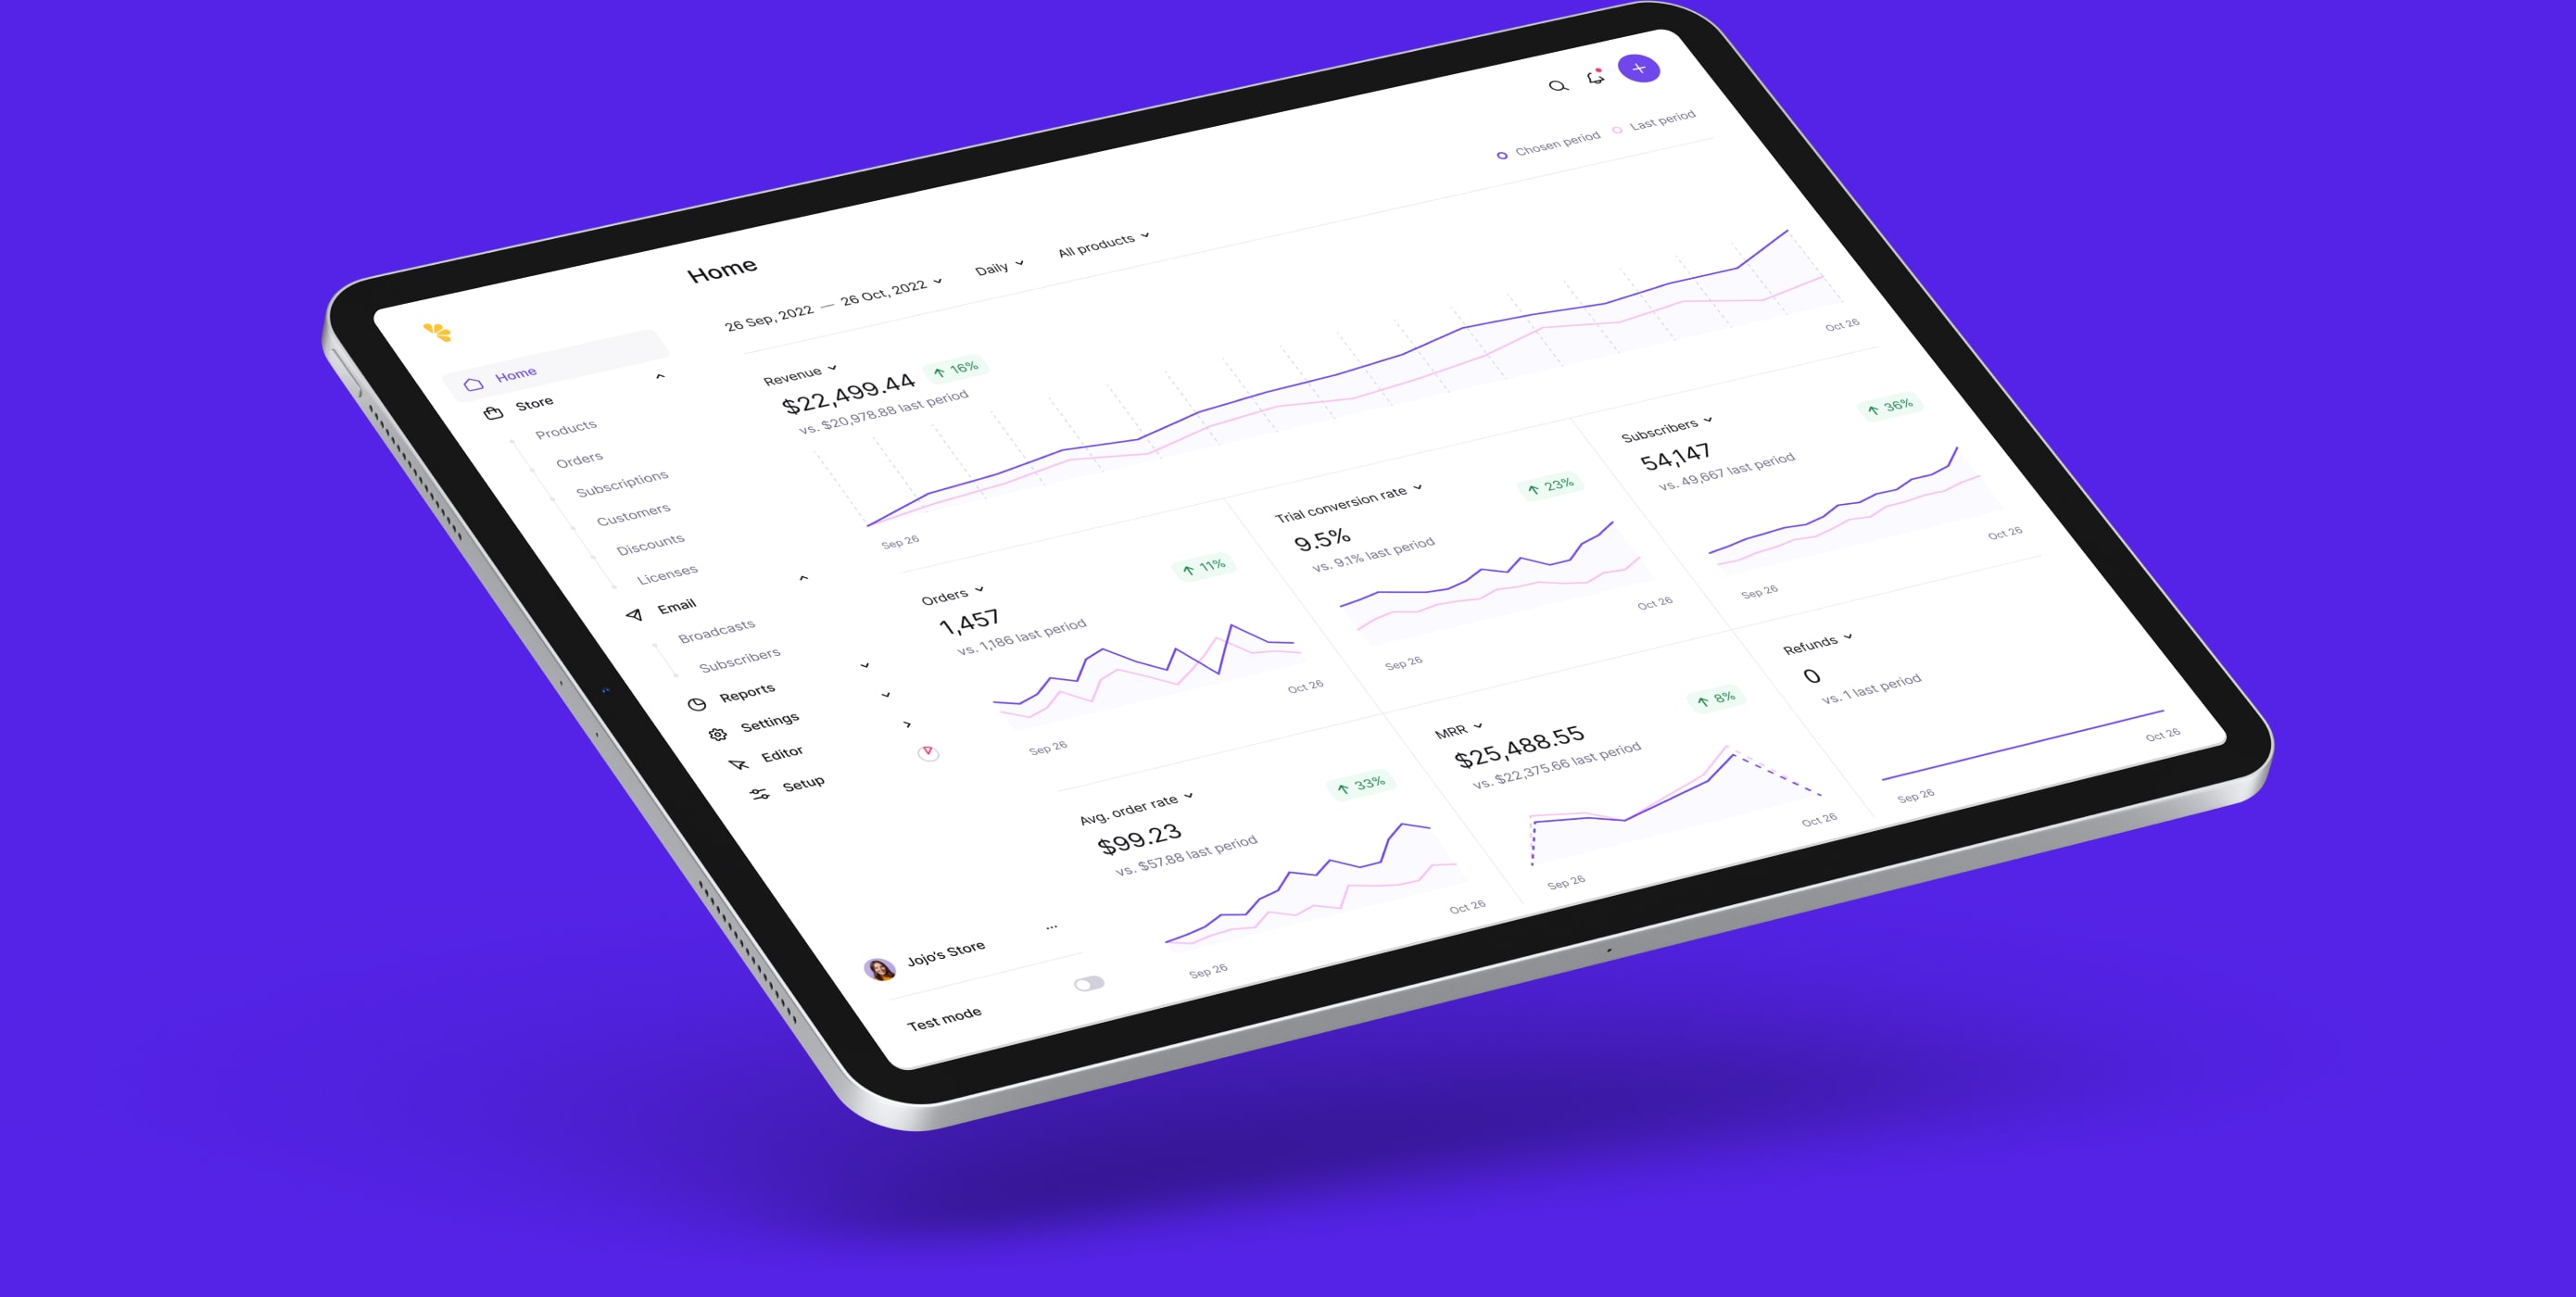 Chosen period
Last period
Home
26 Sep, 2022 — 26 Oct, 2022
Daily
All products
Home
Store
Products
Orders
Subscriptions
Customers
Discounts
Licenses
Email
Broadcasts
Subscribers
Reports
Settings
Editor
Setup
Jojo's Store
Test mode
Revenue
$22,499.44
16%
vs. $20,978.88 last period
Sep 26
Oct 26
Orders
11%
1,457
vs. 1,186 last period
Sep 26
Oct 26
Trial conversion rate
23%
9.5%
vs. 9.1% last period
Sep 26
Oct 26
Subscribers
36%
54,147
vs. 49,667 last period
Sep 26
Oct 26
Avg. order rate
33%
$99.23
vs. $57.88 last period
Sep 26
Oct 26
MRR
8%
$25,488.55
vs. $22,375.66 last period
Sep 26
Oct 26
Refunds
0
vs. 1 last period
Sep 26
Oct 26